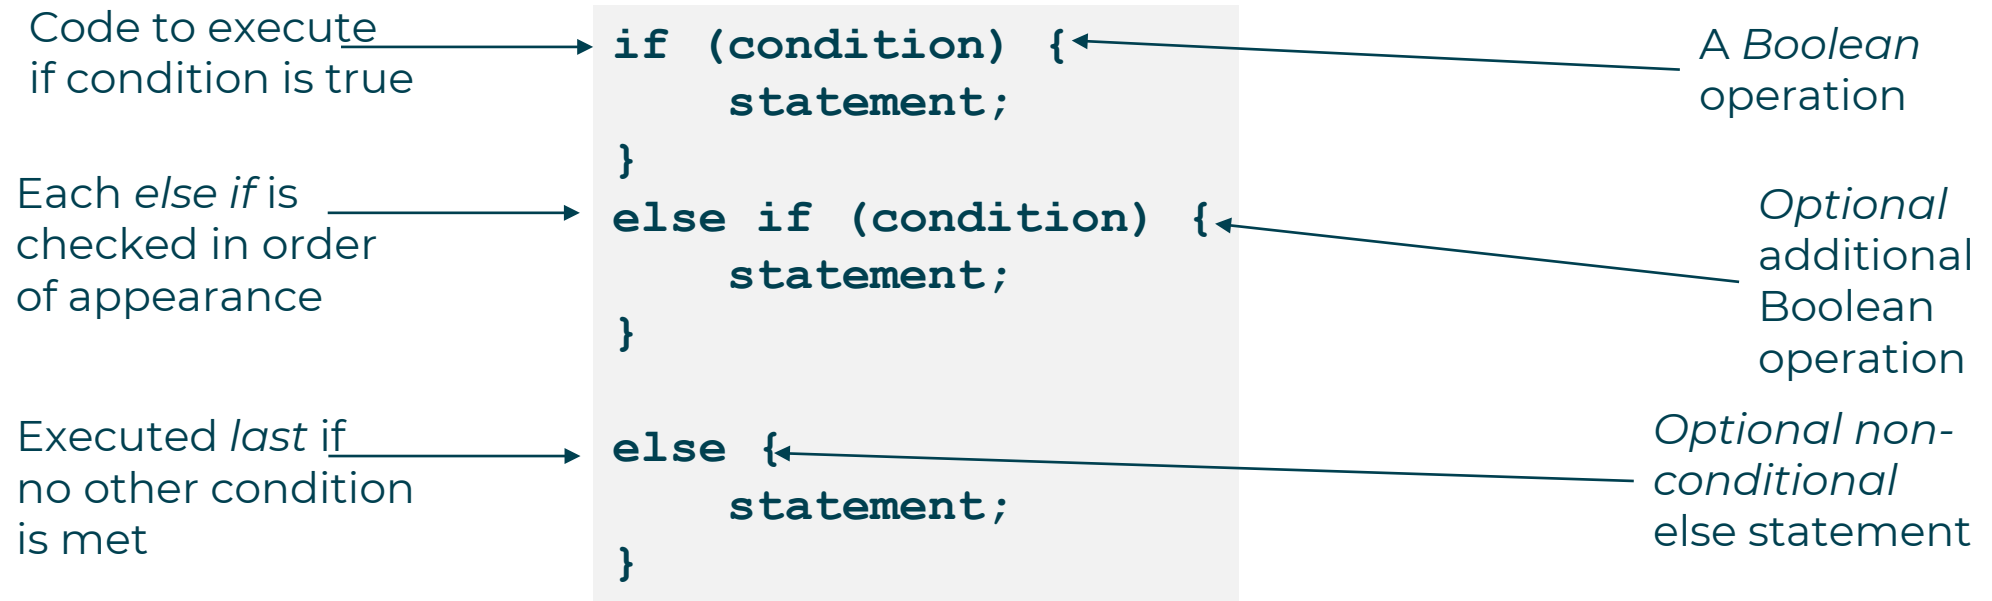 Code to execute
if condition is true
Each else if is
checked in order
of appearance
Executed last if
no other condition
is met
if (condition) {
    statement;
}
else if (condition) {
    statement;
}
else {
    statement;
}
A Boolean
operation
Optional
additional
Boolean
operation
Optional non-
conditional
else statement